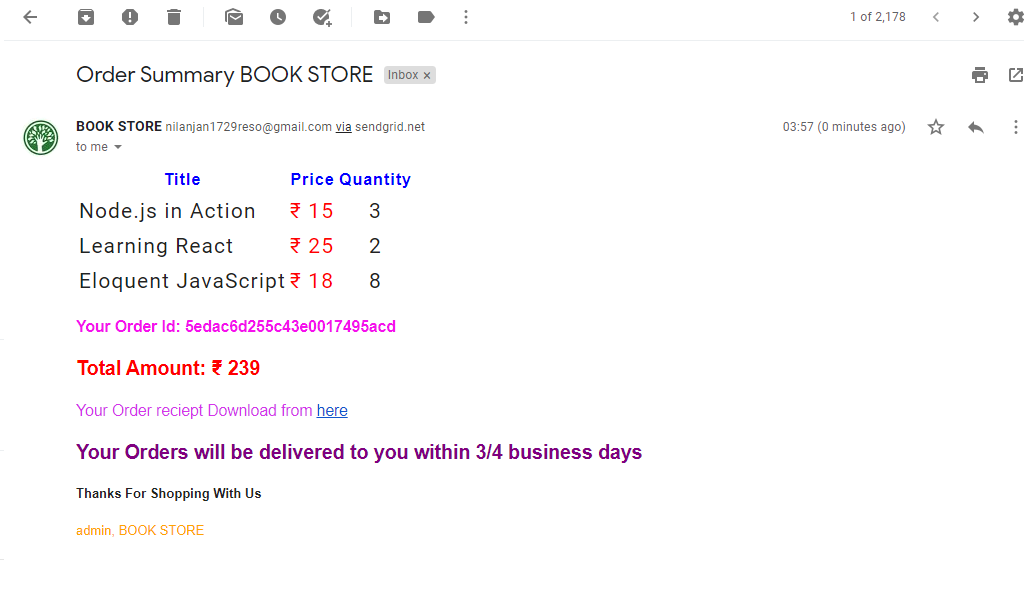 1 of 2,178
Order Summary BOOK STORE Inbox ×
BOOK STORE nilanjan1729reso@gmail.com via sendgrid.net 03:57 (0 minutes ago)
to me
Title Price Quantity
Node.js in Action ₹ 15 3
Learning React ₹ 25 2
Eloquent JavaScript ₹ 18 8
Your Order Id: 5edac6d255c43e0017495acd
Total Amount: ₹ 239
Your Order reciept Download from here
Your Orders will be delivered to you within 3/4 business days
Thanks For Shopping With Us
admin, BOOK STORE